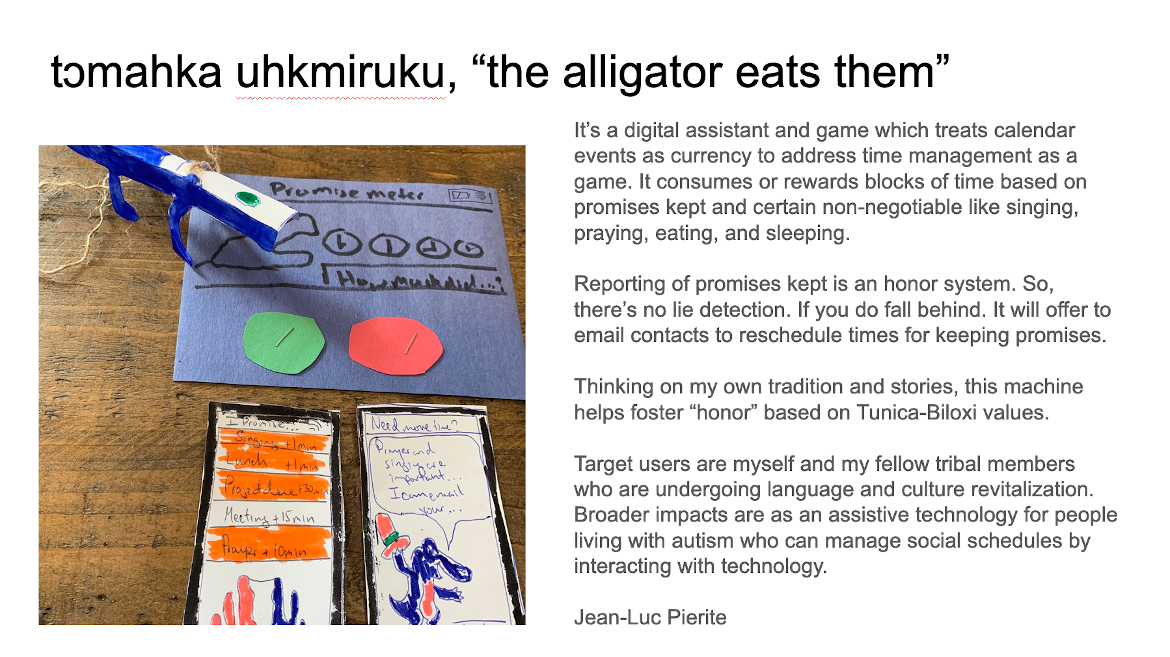 tɔmahka uhkmiruku, “the alligator eats them”
It’s a digital assistant and game which treats calendar
events as currency to address time management as a
game. It consumes or rewards blocks of time based on
promises kept and certain non-negotiable like singing,
praying, eating, and sleeping.
Reporting of promises kept is an honor system. So,
there’s no lie detection. If you do fall behind. It will offer to
email contacts to reschedule times for keeping promises.
Thinking on my own tradition and stories, this machine
helps foster “honor” based on Tunica-Biloxi values.
Target users are myself and my fellow tribal members
who are undergoing language and culture revitalization.
Broader impacts are as an assistive technology for people
living with autism who can manage social schedules by
interacting with technology.
Jean-Luc Pierite
Promise meter
How much did...?
I Promise...
Singing +1min
Lunch +1min
Meeting +15min
Prayer +10min
Need more time?
Prayer and
singing are
important...
I can email
your...